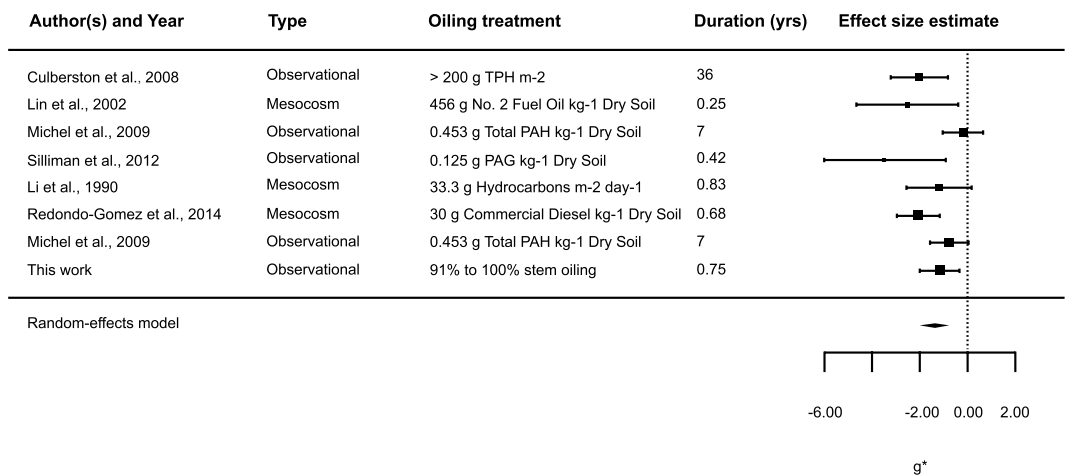 Author(s) and Year Type Oiling treatment Duration (yrs) Effect size estimate
Culberston et al., 2008 Observational > 200 g TPH m-2 36
Lin et al., 2002 Mesocosm 456 g No. 2 Fuel Oil kg-1 Dry Soil 0.25
Michel et al., 2009 Observational 0.453 g Total PAH kg-1 Dry Soil 7
Silliman et al., 2012 Observational 0.125 g PAG kg-1 Dry Soil 0.42
Li et al., 1990 Mesocosm 33.3 g Hydrocarbons m-2 day-1 0.83
Redondo-Gomez et al., 2014 Mesocosm 30 g Commercial Diesel kg-1 Dry Soil 0.68
Michel et al., 2009 Observational 0.453 g Total PAH kg-1 Dry Soil 7
This work Observational 91% to 100% stem oiling 0.75
Random-effects model
-6.00 -2.00 0.00 2.00
g*